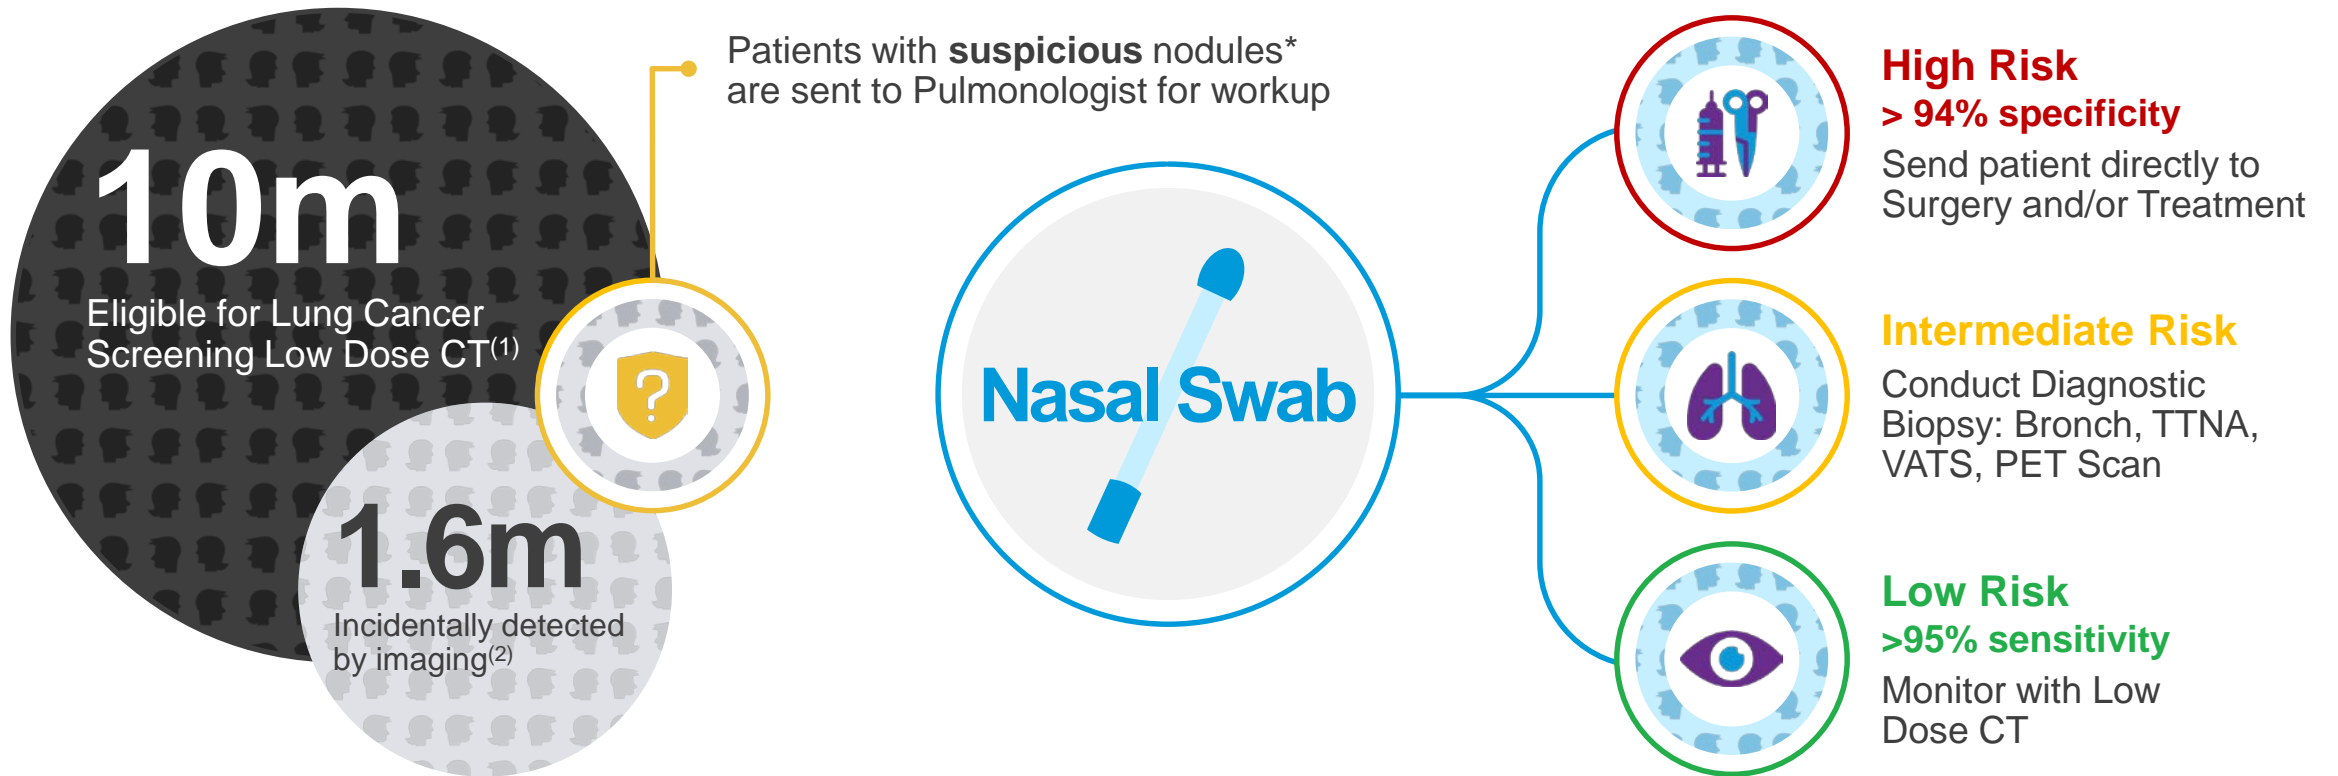 10m
Eligible for Lung Cancer
Screening Low Dose CT(1)
1.6m
Incidentally detected
by imaging(2)
Patients with suspicious nodules*
are sent to Pulmonologist for workup
?
Nasal Swab
High Risk
> 94% specificity
Send patient directly to
Surgery and/or Treatment
Intermediate Risk
Conduct Diagnostic
Biopsy: Bronch, TTNA,
VATS, PET Scan
Low Risk
>95% sensitivity
Monitor with Low
Dose CT